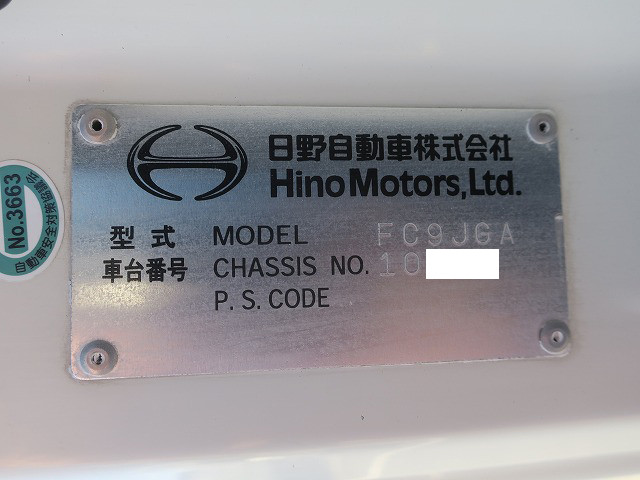 日野自動車株式会社
Hino Motors, Ltd.
型式 MODEL FC9JGA
車台番号 CHASSIS NO. 10
P.S.CODE
No.3663